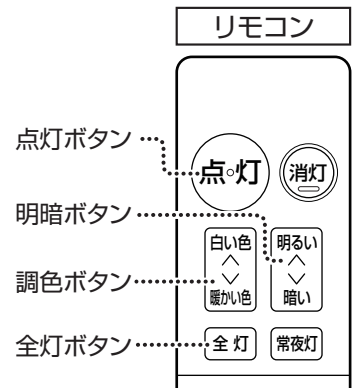 リモコン
点灯ボタン
点灯
消灯
明暗ボタン
白い色
明るい
調色ボタン
暖かい色
暗い
全灯ボタン
全灯
常夜灯